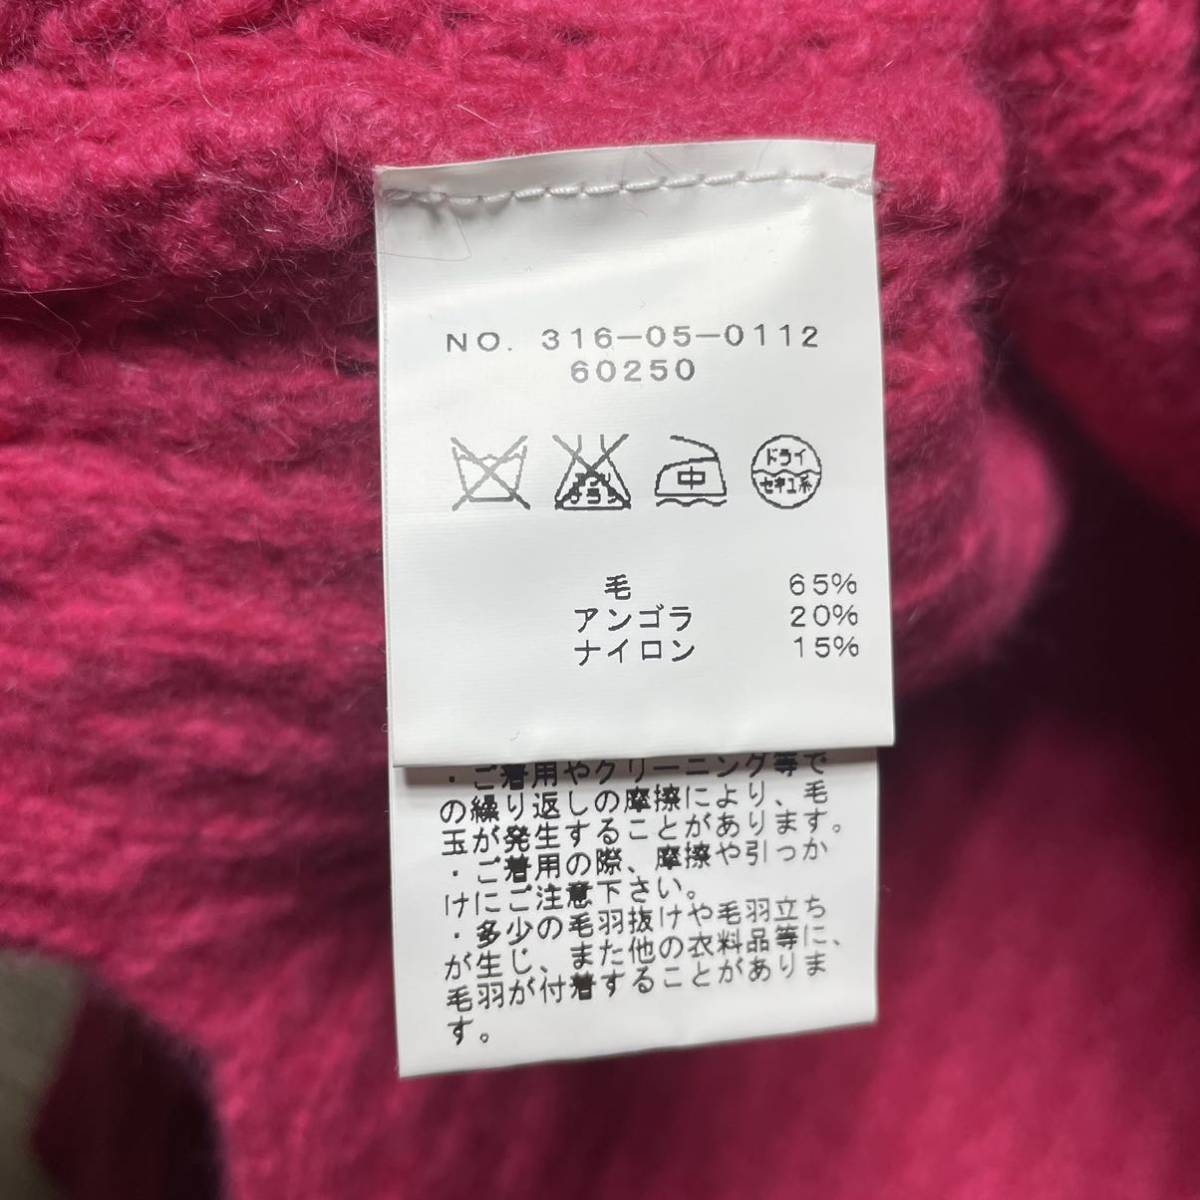 NO. 316-05-0112
60250
エンソ
サラシ
中
ドライ
セキユ系
毛 65%
アンゴラ 20%
ナイロン 15%
・ご着用やクリーニング等で
の繰り返しの摩擦により、毛
玉が発生することがあります。
・ご着用の際、摩擦や引っか
けにご注意下さい。
・多少の毛羽抜けや毛羽立ち
が生じ、また他の衣料品等に、
毛羽が付着することがありま
す。